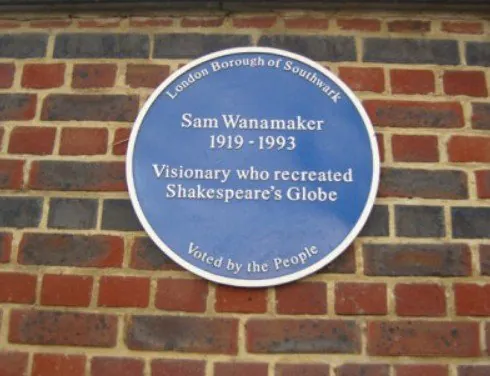 London Borough of Southwark
Sam Wanamaker
1919 - 1993
Visionary who recreated
Shakespeare's Globe
Voted by the People